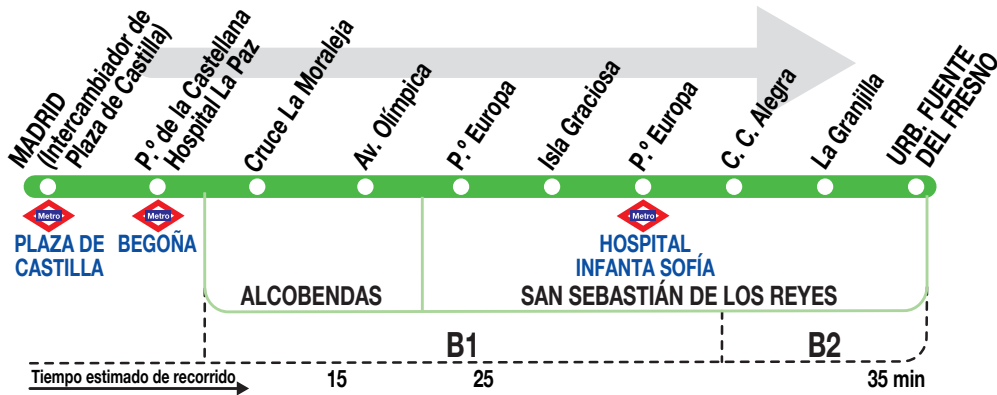 MADRID
(Intercambiador de
Plaza de Castilla)
P.º de la Castellana
Hospital La Paz
Cruce La Moraleja
Av. Olímpica
P.º Europa
Isla Graciosa
P.º Europa
C. C. Alegra
La Granjilla
URB. FUENTE
DEL FRESNO
Metro
PLAZA DE
CASTILLA
Metro
BEGOÑA
Metro
HOSPITAL
INFANTA SOFÍA
ALCOBENDAS
SAN SEBASTIÁN DE LOS REYES
B1
B2
Tiempo estimado de recorrido
15
25
35 min